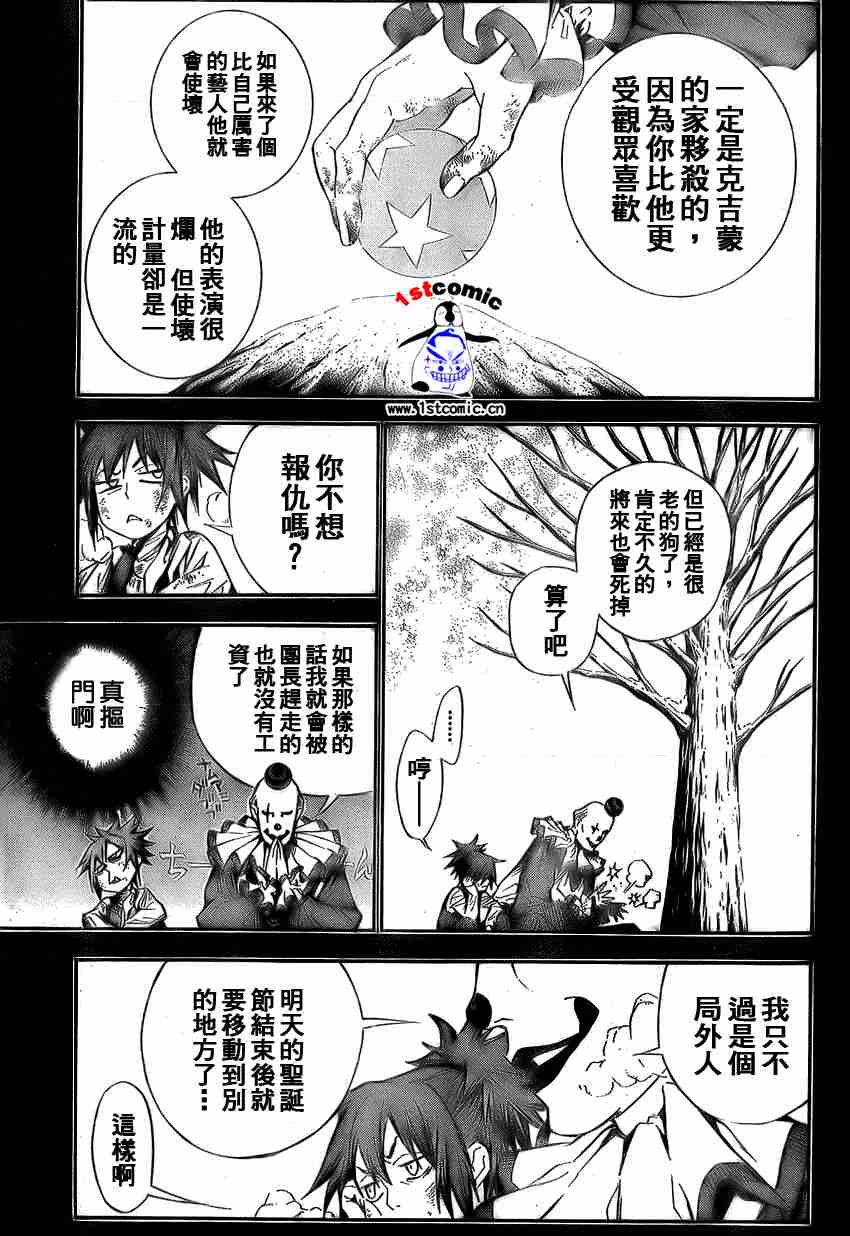 一定是克吉蒙
的家夥殺的，
因為你比他更
受觀眾喜歡
如果來了個
比自己厲害
的藝人他就
會使壞
他的表演很
爛 但使壞
計量卻是一
流的
1stcomic
www.1stcomic.cn
但已經是很
老的狗了，
肯定不久的
將來也會死掉
算了吧
……
哼—
你不想
報仇嗎？
如果那樣的
話我就會被
團長趕走的
也就沒有工
資了
真摳
門啊
ち
ーん
我只不
過是個
局外人
明天的聖誕
節結束後就
要移動到別
的地方了…
這樣啊